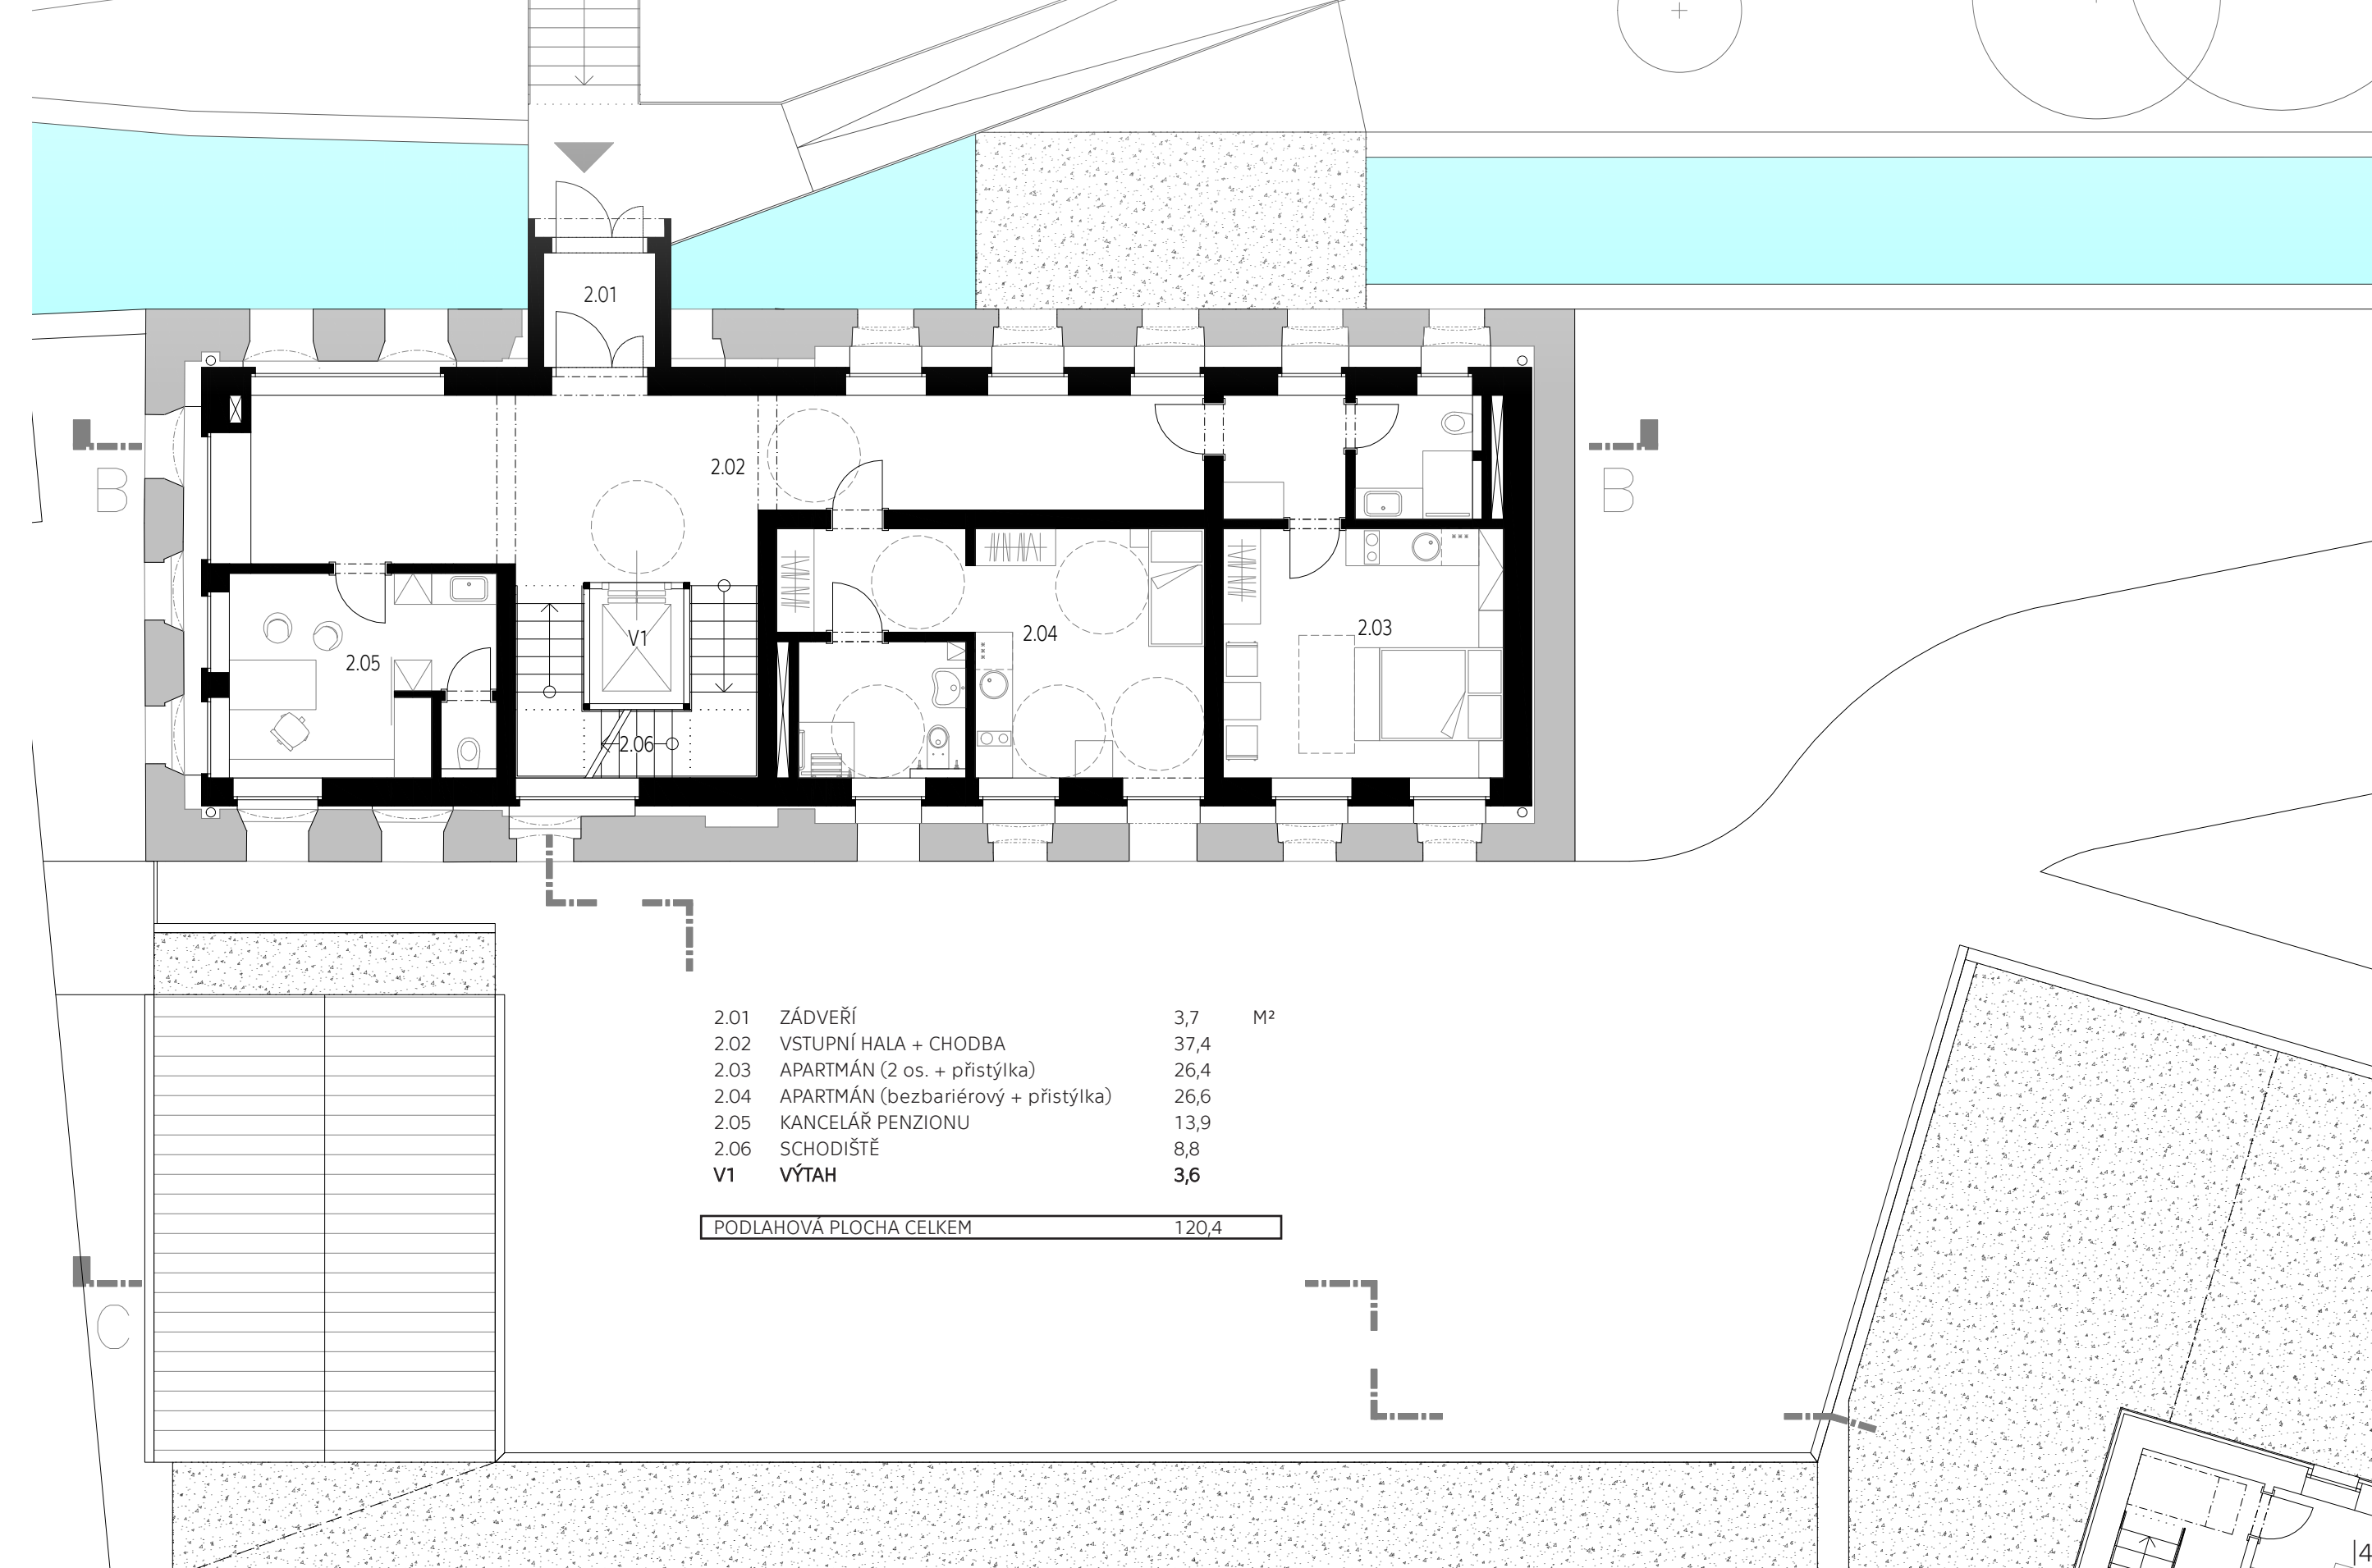 2.01
2.02
B
B
V1
2.04
2.03
2.05
2.06
2.01 ZÁDVEŘÍ 3,7 M²
2.02 VSTUPNÍ HALA + CHODBA 37,4
2.03 APARTMÁN (2 os. + přistýlka) 26,4
2.04 APARTMÁN (bezbariérový + přistýlka) 26,6
2.05 KANCELÁŘ PENZIONU 13,9
2.06 SCHODIŠTĚ 8,8
V1 VÝTAH 3,6
PODLAHOVÁ PLOCHA CELKEM 120,4
C